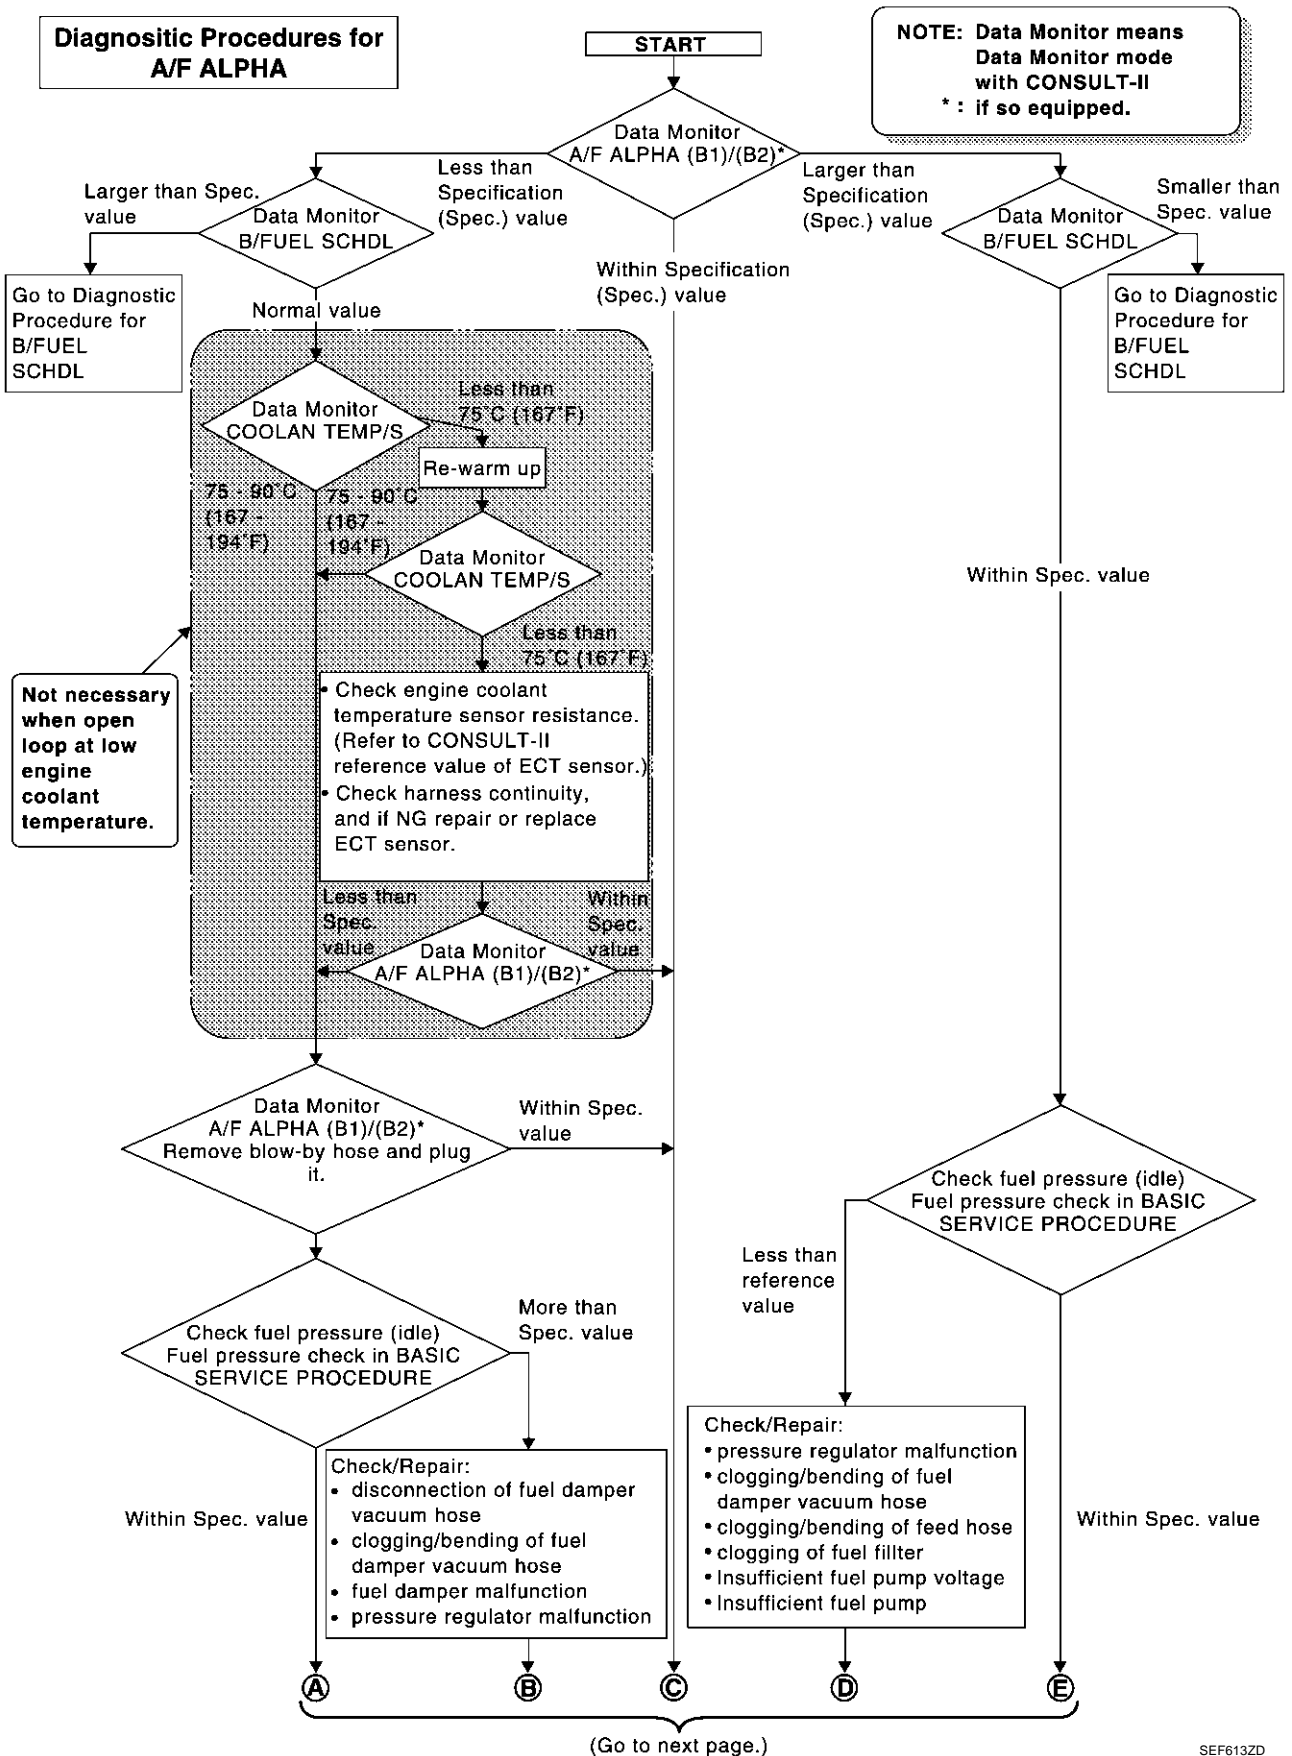 Diagnositic Procedures for
A/F ALPHA
START
NOTE: Data Monitor means
Data Monitor mode
with CONSULT-II
* : if so equipped.
Data Monitor
A/F ALPHA (B1)/(B2)*
Less than
Specification
(Spec.) value
Larger than
Specification
(Spec.) value
Within Specification
(Spec.) value
Larger than Spec.
value
Data Monitor
B/FUEL SCHDL
Data Monitor
B/FUEL SCHDL
Smaller than
Spec. value
Go to Diagnostic
Procedure for
B/FUEL
SCHDL
Normal value
Go to Diagnostic
Procedure for
B/FUEL
SCHDL
Data Monitor
COOLAN TEMP/S
Less than
75°C (167°F)
Re-warm up
75 - 90°C
(167 -
194°F)
75 - 90°C
(167 -
194°F)
Data Monitor
COOLAN TEMP/S
Within Spec. value
Less than
75°C (167°F)
Not necessary
when open
loop at low
engine
coolant
temperature.
• Check engine coolant
temperature sensor resistance.
(Refer to CONSULT-II
reference value of ECT sensor.)
• Check harness continuity,
and if NG repair or replace
ECT sensor.
Less than
Spec.
value
Within
Spec.
value
Data Monitor
A/F ALPHA (B1)/(B2)*
Data Monitor
A/F ALPHA (B1)/(B2)*
Remove blow-by hose and plug
it.
Within Spec.
value
Check fuel pressure (idle)
Fuel pressure check in BASIC
SERVICE PROCEDURE
Less than
reference
value
Check fuel pressure (idle)
Fuel pressure check in BASIC
SERVICE PROCEDURE
More than
Spec. value
Within Spec. value
Check/Repair:
• disconnection of fuel damper
vacuum hose
• clogging/bending of fuel
damper vacuum hose
• fuel damper malfunction
• pressure regulator malfunction
Check/Repair:
• pressure regulator malfunction
• clogging/bending of fuel
damper vacuum hose
• clogging/bending of feed hose
• clogging of fuel fillter
• Insufficient fuel pump voltage
• Insufficient fuel pump
Within Spec. value
A B C D E
(Go to next page.)
SEF613ZD